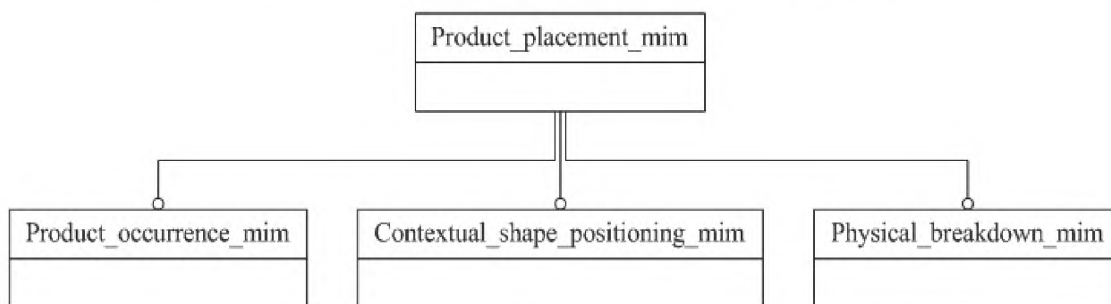 Product_placement_mim
Product_occurrence_mim
Contextual_shape_positioning_mim
Physical_breakdown_mim